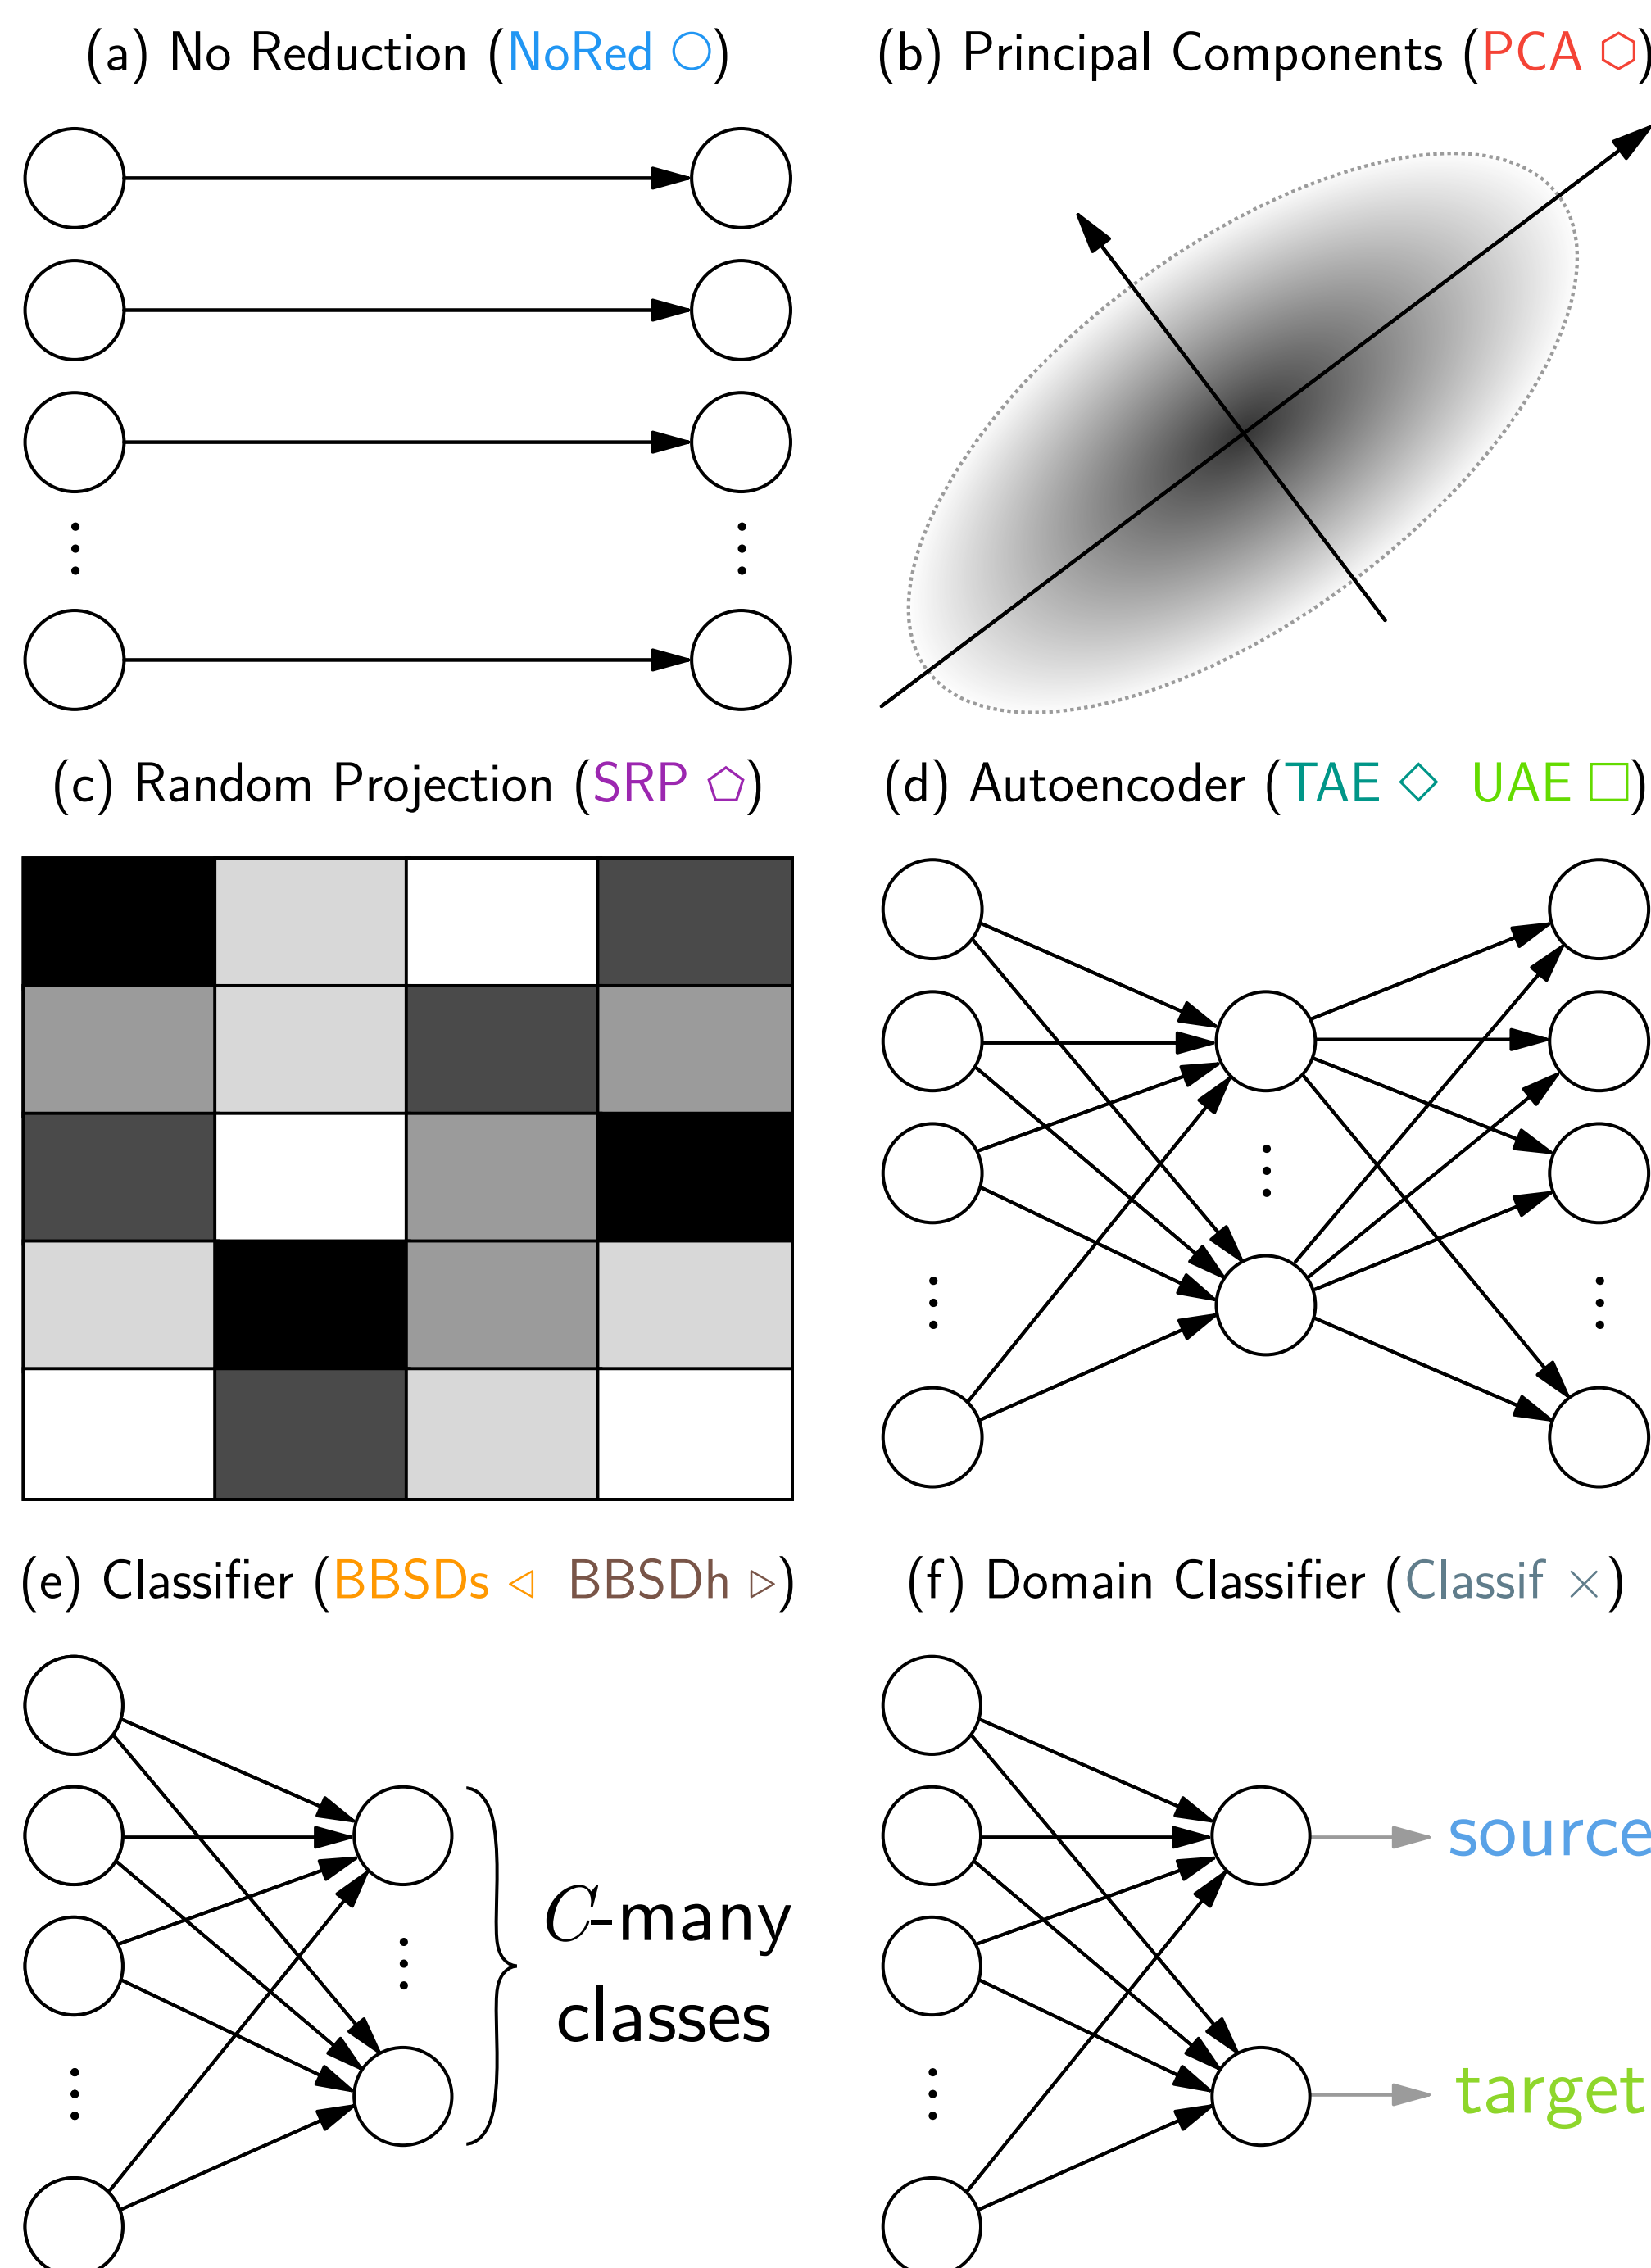 (a) No Reduction (NoRed ○)
(b) Principal Components (PCA ⬡)
(c) Random Projection (SRP ⬠)
(d) Autoencoder (TAE ◇ UAE □)
(e) Classifier (BBSDs ◁ BBSDh ▷)
(f) Domain Classifier (Classif ×)
C-many
classes
source
target